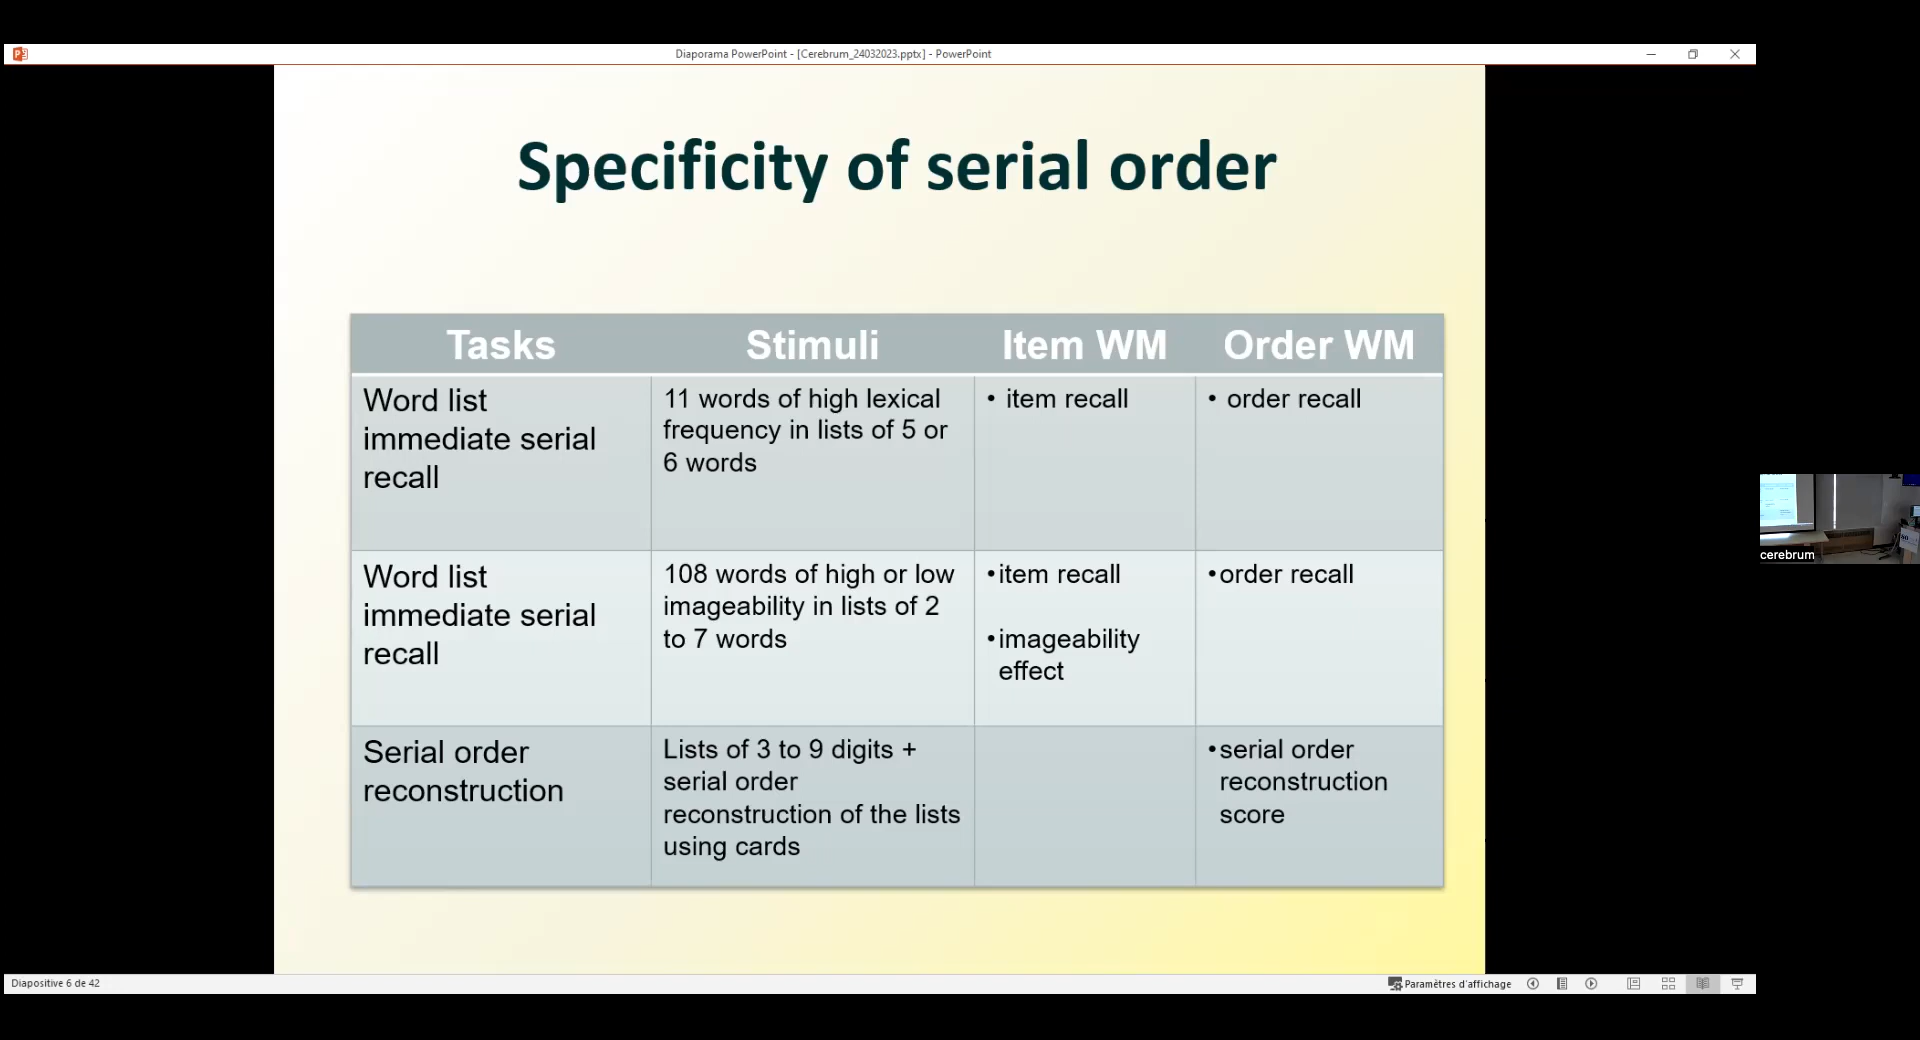 Diaporama PowerPoint - [Cerebrum_24032023.pptx] - PowerPoint
Specificity of serial order
Tasks Stimuli Item WM Order WM
Word list
immediate serial
recall
11 words of high lexical
frequency in lists of 5 or
6 words
• item recall
• order recall
Word list
immediate serial
recall
108 words of high or low
imageability in lists of 2
to 7 words
•item recall
•imageability
effect
•order recall
Serial order
reconstruction
Lists of 3 to 9 digits +
serial order
reconstruction of the lists
using cards
•serial order
reconstruction
score
cerebrum
Diapositive 6 de 42
Paramètres d'affichage